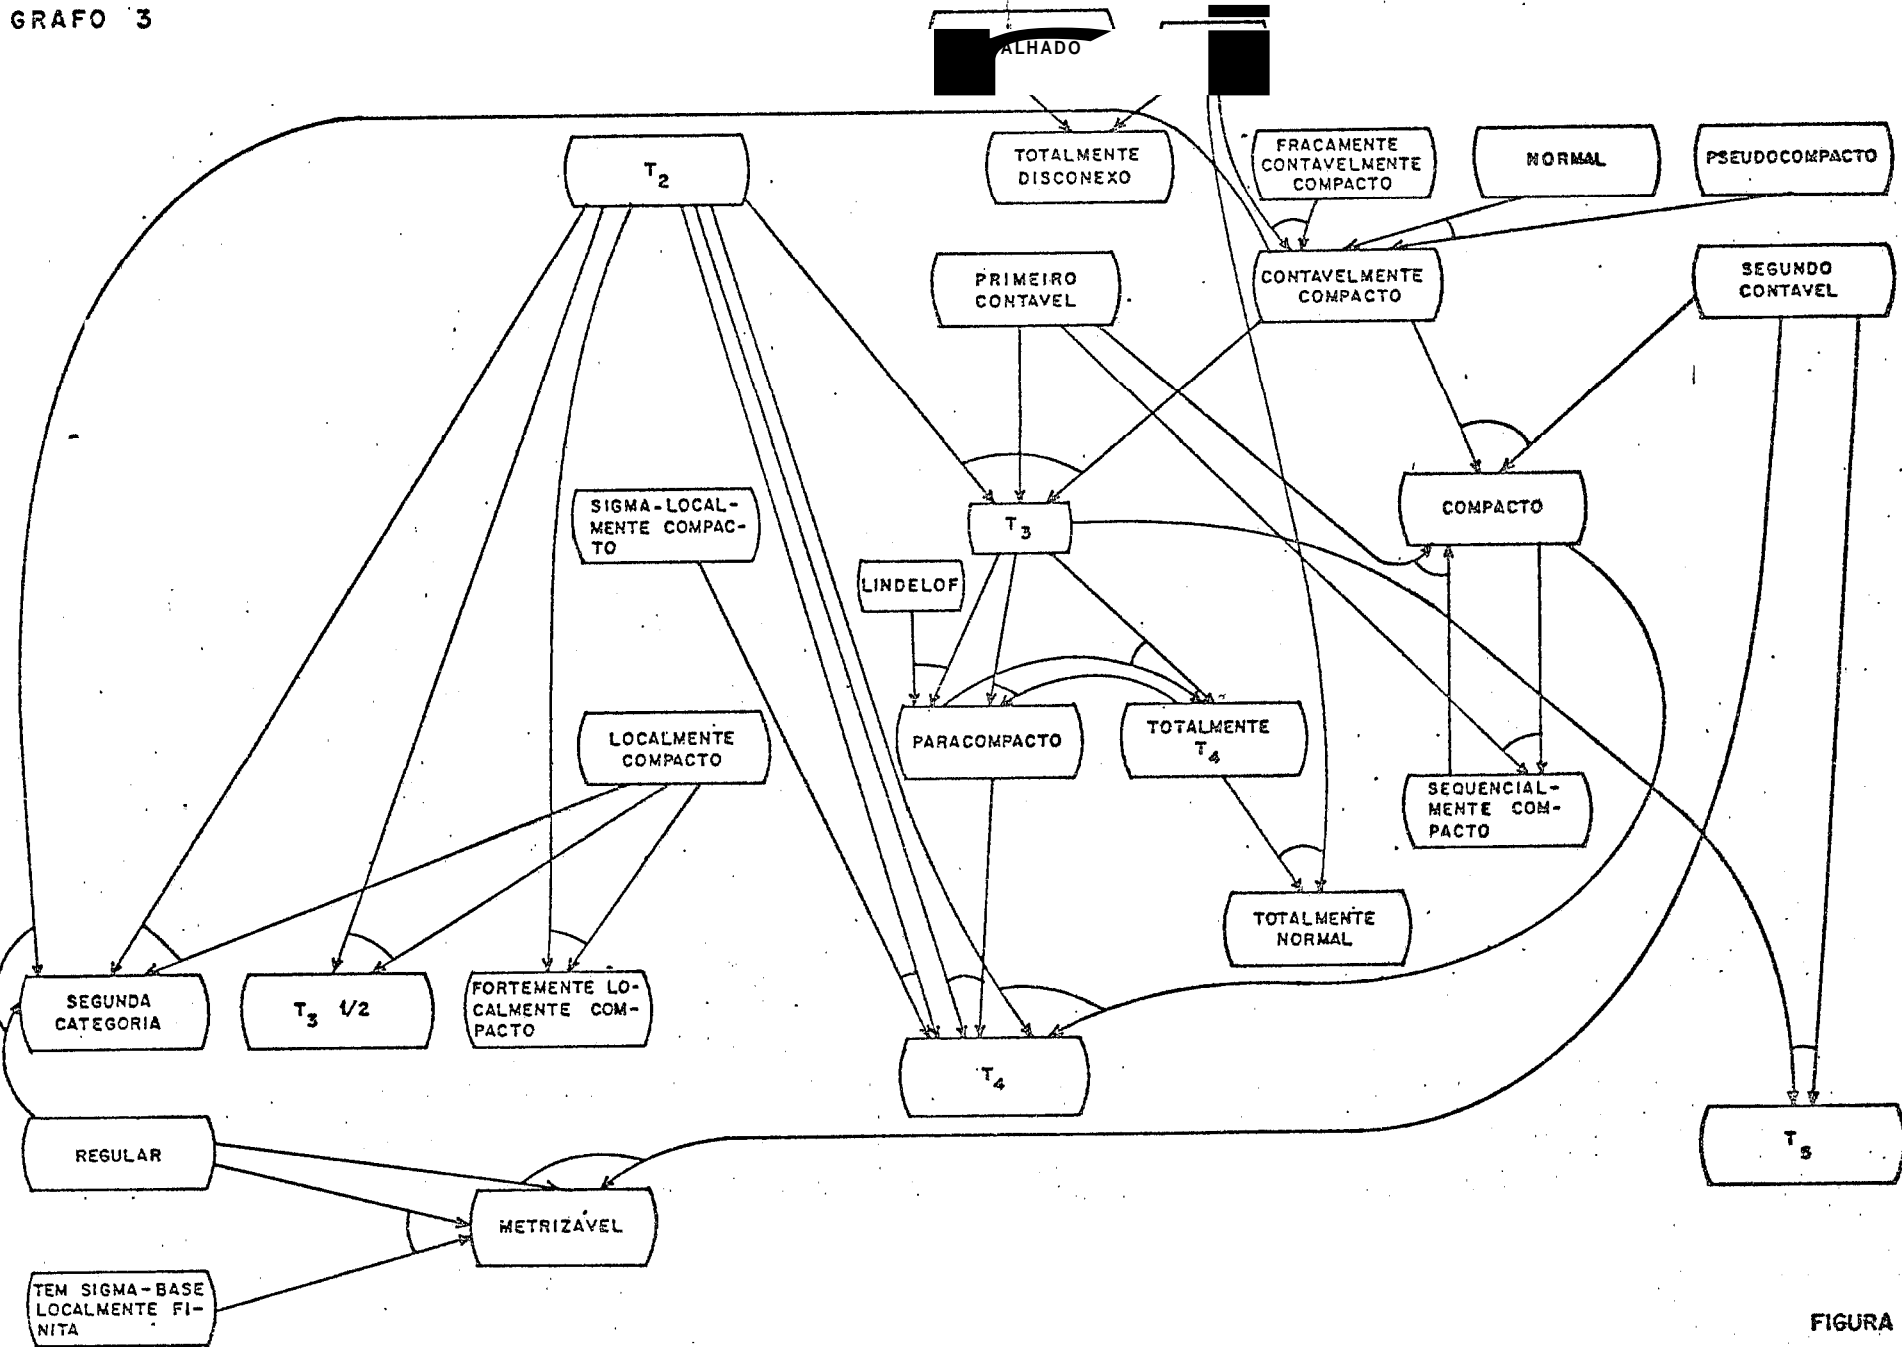 GRAFO 3
ALHADO
T2
TOTALMENTE
DISCONEXO
FRACAMENTE
CONTAVELMENTE
COMPACTO
NORMAL
PSEUDOCOMPACTO
PRIMEIRO
CONTAVEL
CONTAVELMENTE
COMPACTO
SEGUNDO
CONTAVEL
SIGMA-LOCAL-
MENTE COMPAC-
TO
T3
COMPACTO
LINDELOF
LOCALMENTE
COMPACTO
PARACOMPACTO
TOTALMENTE
T4
SEQUENCIAL-
MENTE COM-
PACTO
TOTALMENTE
NORMAL
SEGUNDA
CATEGORIA
T3 1/2
FORTEMENTE LO-
CALMENTE COM-
PACTO
T4
REGULAR
T5
METRIZÁVEL
TEM SIGMA-BASE
LOCALMENTE FI-
NITA
FIGURA